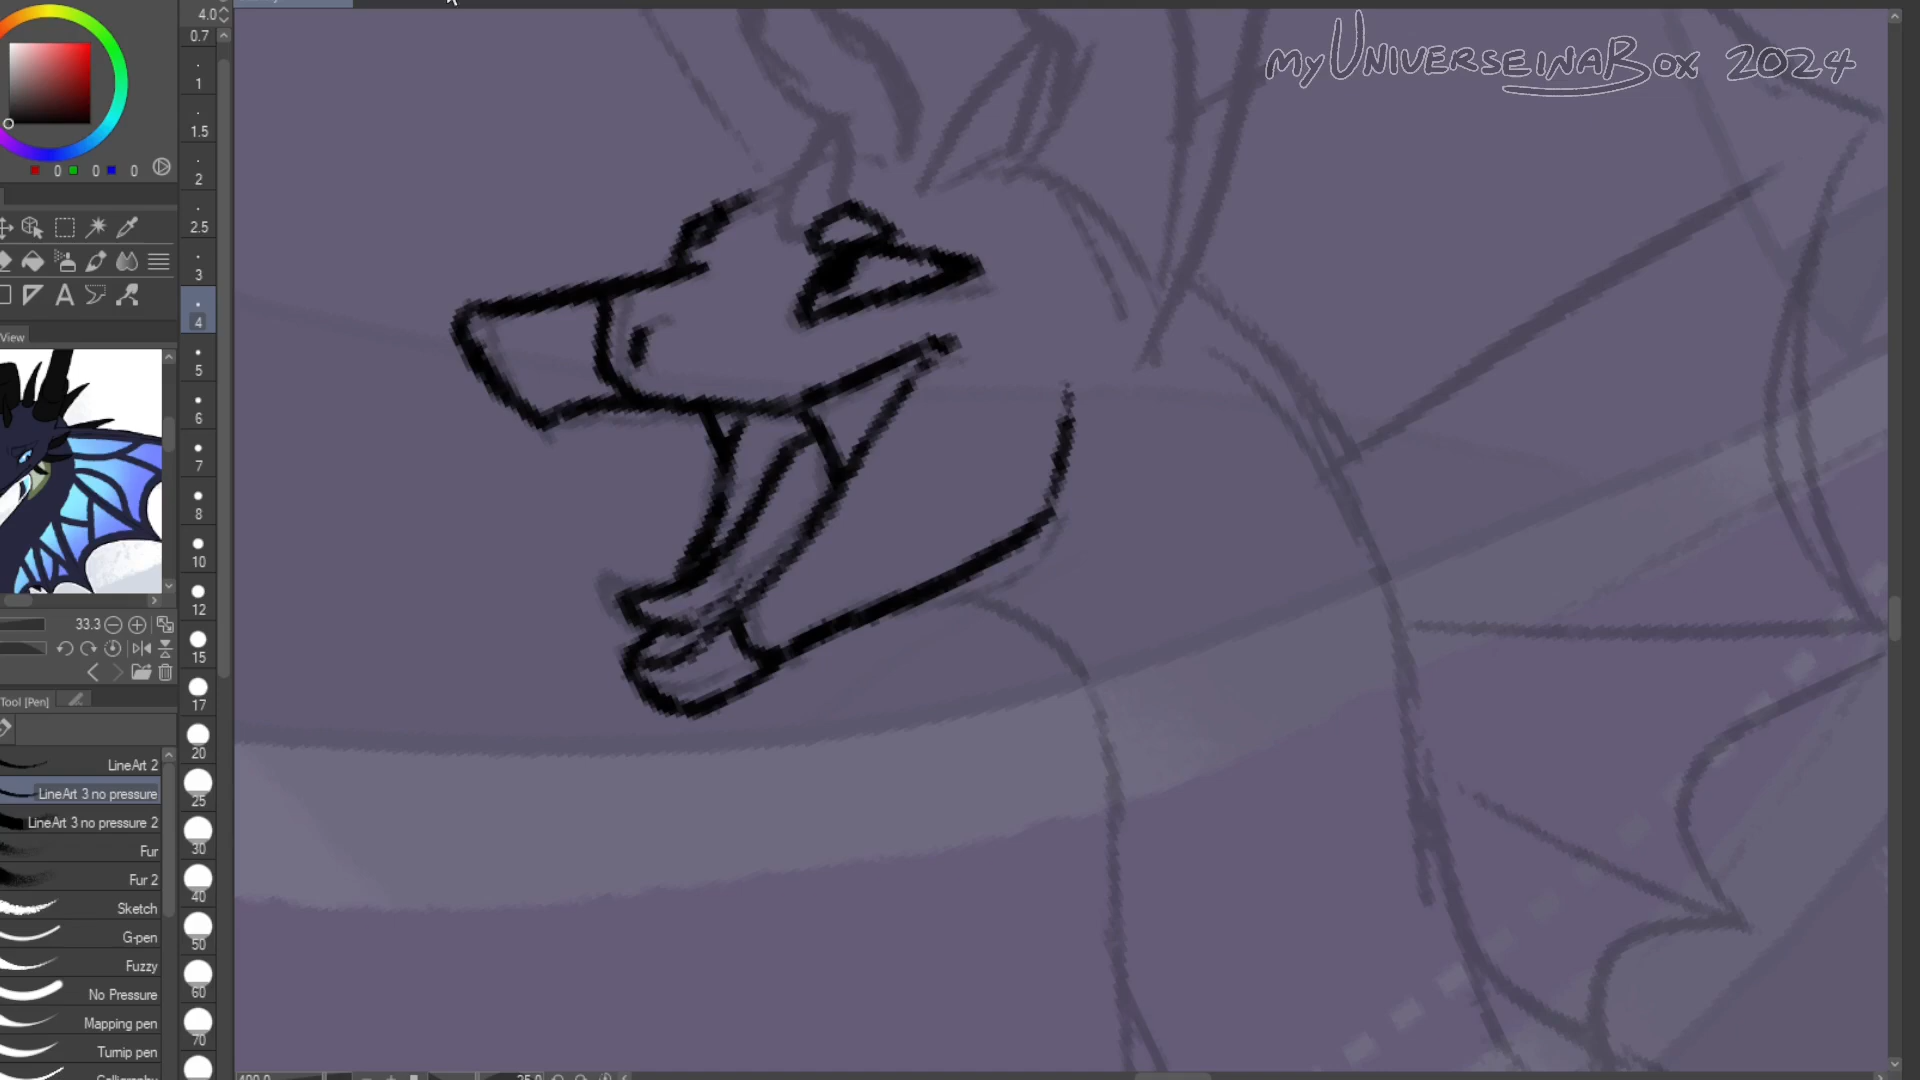 4.0
myUniverseinaBox 2024
0.7
1
1.5
0 0 0
2
2.5
3
4
View
5
6
7
8
10
12
33.3
15
17
Tool [Pen]
20
LineArt 2
LineArt 3 no pressure
25
LineArt 3 no pressure 2
30
Fur
Fur 2
40
Sketch
G-pen
50
Fuzzy
60
No Pressure
Mapping pen
70
Turnip pen